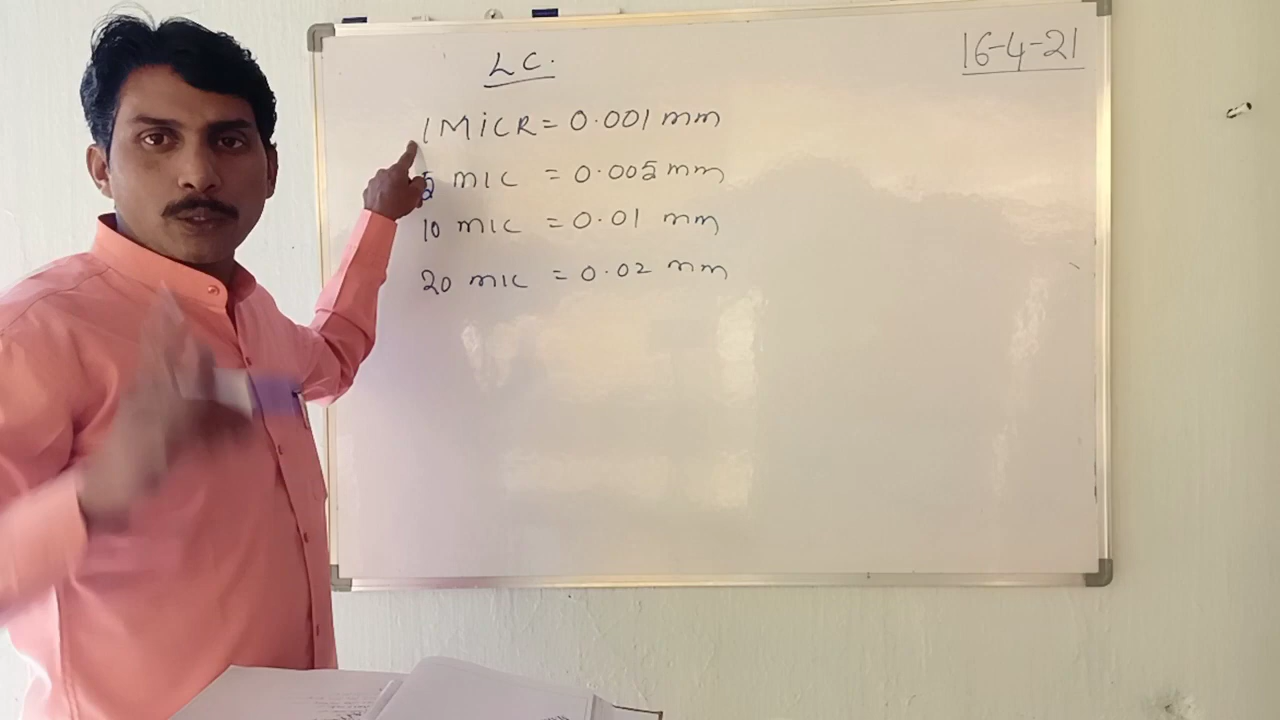 LC.
16-4-21
1 MICR = 0.001 mm
5 mic = 0.005 mm
10 mic = 0.01 mm
20 mic = 0.02 mm